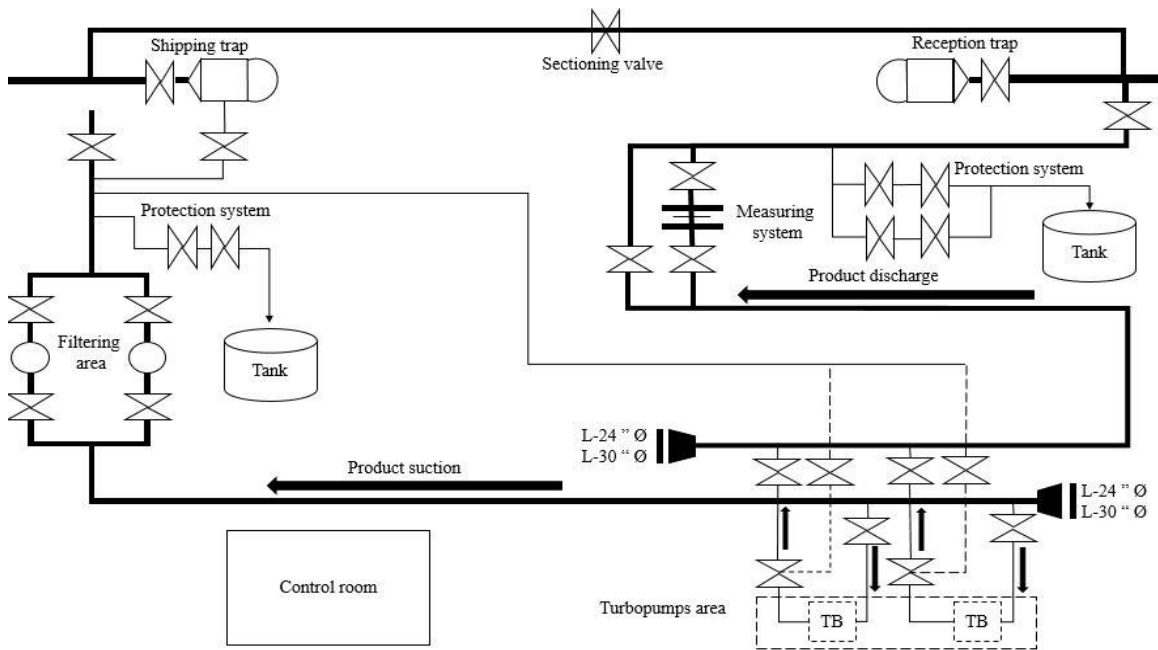 Shipping trap
Sectioning valve
Reception trap
Protection system
Protection system
Measuring
system
Tank
Product discharge
Filtering
area
Tank
L-24 ” Ø
L-30 “ Ø
Product suction
L-24 ” Ø
L-30 “ Ø
Control room
Turbopumps area
TB
TB